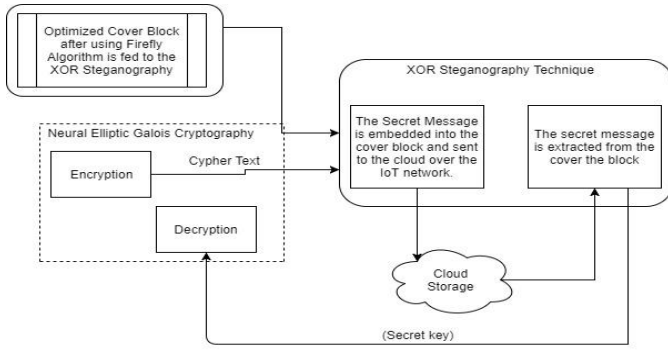 Optimized Cover Block
after using Firefly
Algorithm is fed to the
XOR Steganography
XOR Steganography Technique
The Secret Message
is embedded into the
cover block and sent
to the cloud over the
IoT network.
The secret message
is extracted from the
cover the block
Neural Elliptic Galois Cryptography
Encryption
Cypher Text
Decryption
Cloud
Storage
(Secret key)